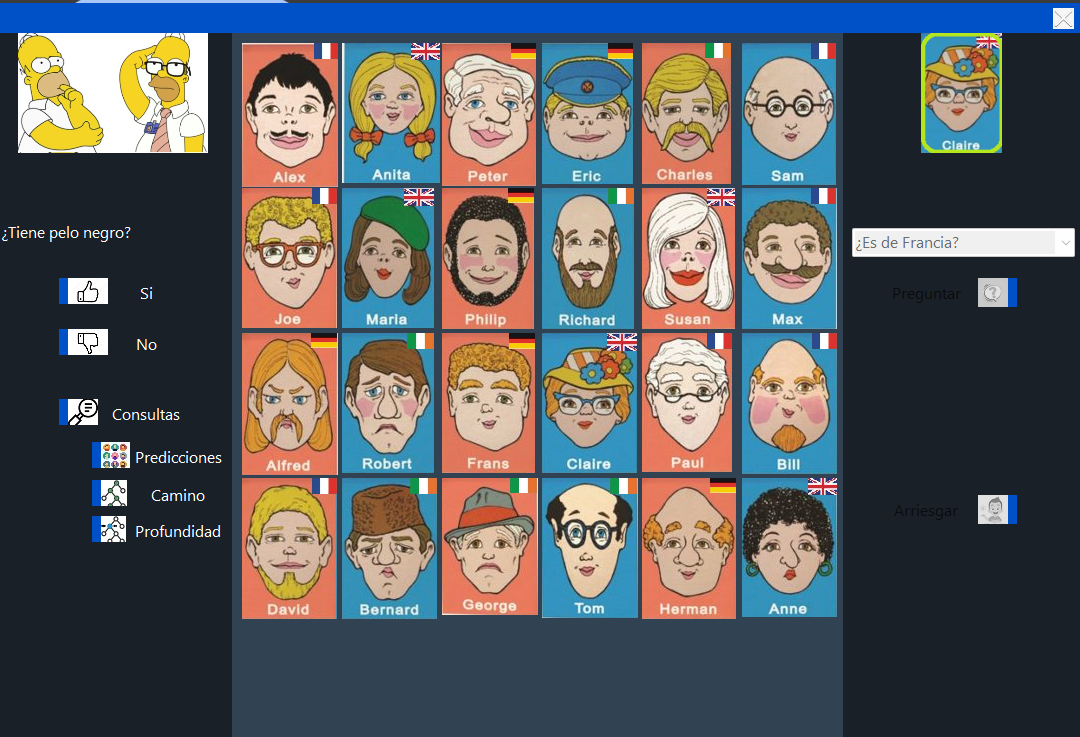 ¿Tiene pelo negro?
Si
No
Consultas
Predicciones
Camino
Profundidad
Alex
Anita
Peter
Eric
Charles
Sam
Joe
Maria
Philip
Richard
Susan
Max
Alfred
Robert
Frans
Claire
Paul
Bill
David
Bernard
George
Tom
Herman
Anne
Claire
¿Es de Francia?
Preguntar
Arriesgar